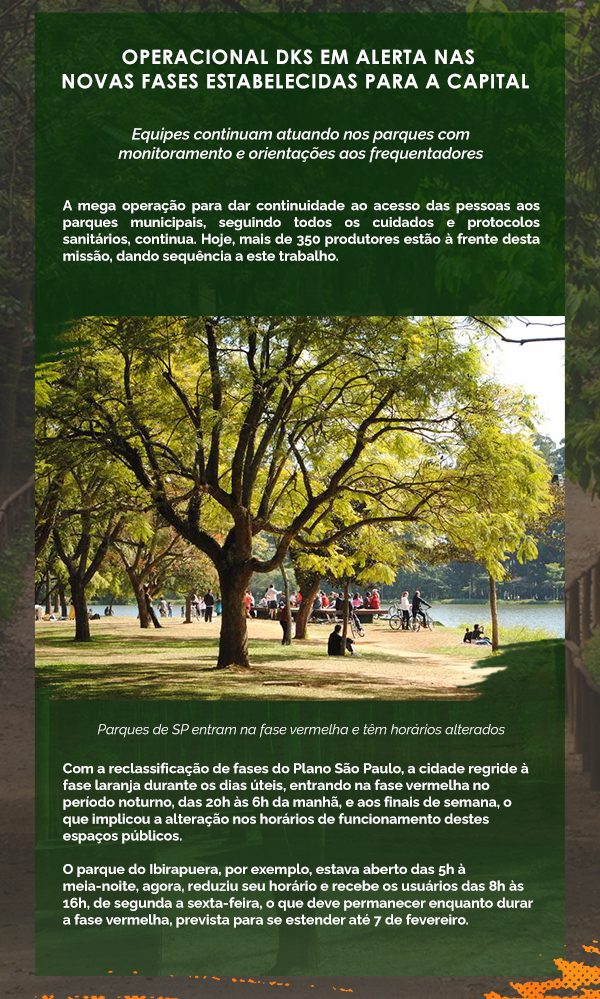 OPERACIONAL DKS EM ALERTA NAS
NOVAS FASES ESTABELECIDAS PARA A CAPITAL
Equipes continuam atuando nos parques com
monitoramento e orientações aos frequentadores
A mega operação para dar continuidade ao acesso das pessoas aos
parques municipais, seguindo todos os cuidados e protocolos
sanitários, continua. Hoje, mais de 350 produtores estão à frente desta
missão, dando sequência a este trabalho.
Parques de SP entram na fase vermelha e têm horários alterados
Com a reclassificação de fases do Plano São Paulo, a cidade regride à
fase laranja durante os dias úteis, entrando na fase vermelha no
período noturno, das 20h às 6h da manhã, e aos finais de semana, o
que implicou a alteração nos horários de funcionamento destes
espaços públicos.
O parque do Ibirapuera, por exemplo, estava aberto das 5h à
meia-noite, agora, reduziu seu horário e recebe os usuários das 8h às
16h, de segunda a sexta-feira, o que deve permanecer enquanto durar
a fase vermelha, prevista para se estender até 7 de fevereiro.